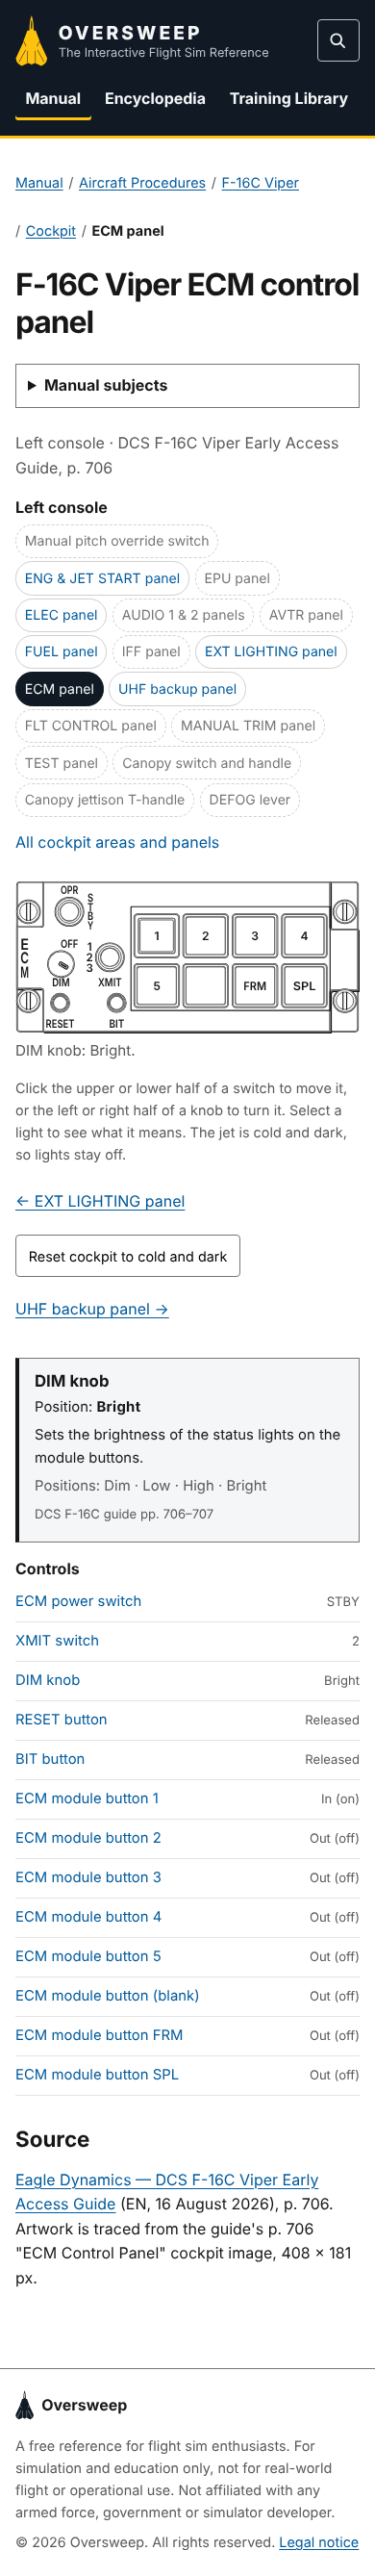 OVERSWEEP
The Interactive Flight Sim Reference
Manual Encyclopedia Training Library
Manual / Aircraft Procedures / F-16C Viper
/ Cockpit / ECM panel
F-16C Viper ECM control
panel
▶ Manual subjects
Left console · DCS F-16C Viper Early Access
Guide, p. 706
Left console
Manual pitch override switch
ENG & JET START panel EPU panel
ELEC panel AUDIO 1 & 2 panels AVTR panel
FUEL panel IFF panel EXT LIGHTING panel
ECM panel UHF backup panel
FLT CONTROL panel MANUAL TRIM panel
TEST panel Canopy switch and handle
Canopy jettison T-handle DEFOG lever
All cockpit areas and panels
OPR
STBY
ECM
OFF
1
2
3
DIM
XMIT
RESET
BIT
1 2 3 4
5 FRM SPL
DIM knob: Bright.
Click the upper or lower half of a switch to move it,
or the left or right half of a knob to turn it. Select a
light to see what it means. The jet is cold and dark,
so lights stay off.
← EXT LIGHTING panel
Reset cockpit to cold and dark
UHF backup panel →
DIM knob
Position: Bright
Sets the brightness of the status lights on the
module buttons.
Positions: Dim · Low · High · Bright
DCS F-16C guide pp. 706–707
Controls
ECM power switch STBY
XMIT switch 2
DIM knob Bright
RESET button Released
BIT button Released
ECM module button 1 In (on)
ECM module button 2 Out (off)
ECM module button 3 Out (off)
ECM module button 4 Out (off)
ECM module button 5 Out (off)
ECM module button (blank) Out (off)
ECM module button FRM Out (off)
ECM module button SPL Out (off)
Source
Eagle Dynamics — DCS F-16C Viper Early
Access Guide (EN, 16 August 2026), p. 706.
Artwork is traced from the guide's p. 706
"ECM Control Panel" cockpit image, 408 × 181
px.
Oversweep
A free reference for flight sim enthusiasts. For
simulation and education only, not for real-world
flight or operational use. Not affiliated with any
armed force, government or simulator developer.
© 2026 Oversweep. All rights reserved. Legal notice